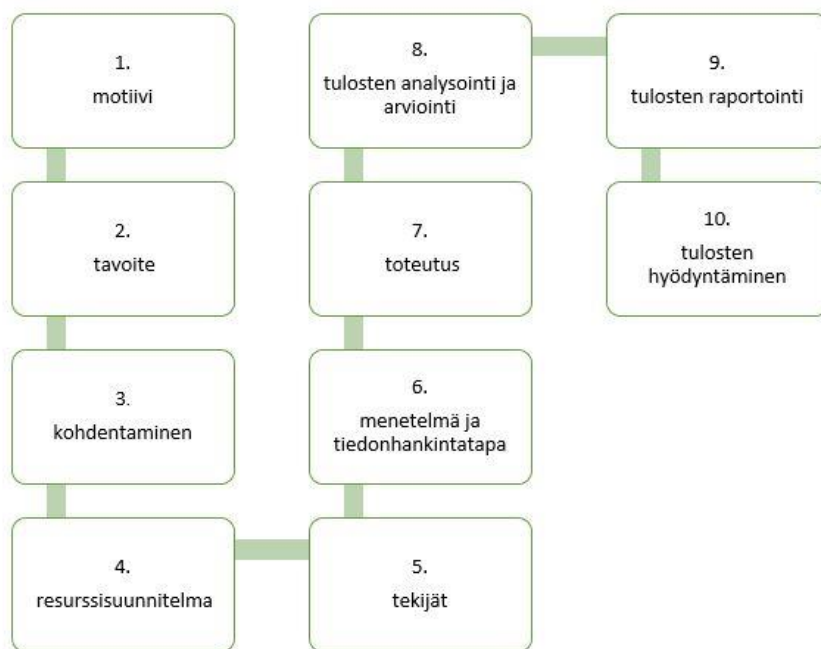 1.
motiivi
2.
tavoite
3.
kohdentaminen
4.
resurssisuunnitelma
5.
tekijät
6.
menetelmä ja
tiedonhankintatapa
7.
toteutus
8.
tulosten analysointi ja
arviointi
9.
tulosten raportointi
10.
tulosten
hyödyntäminen